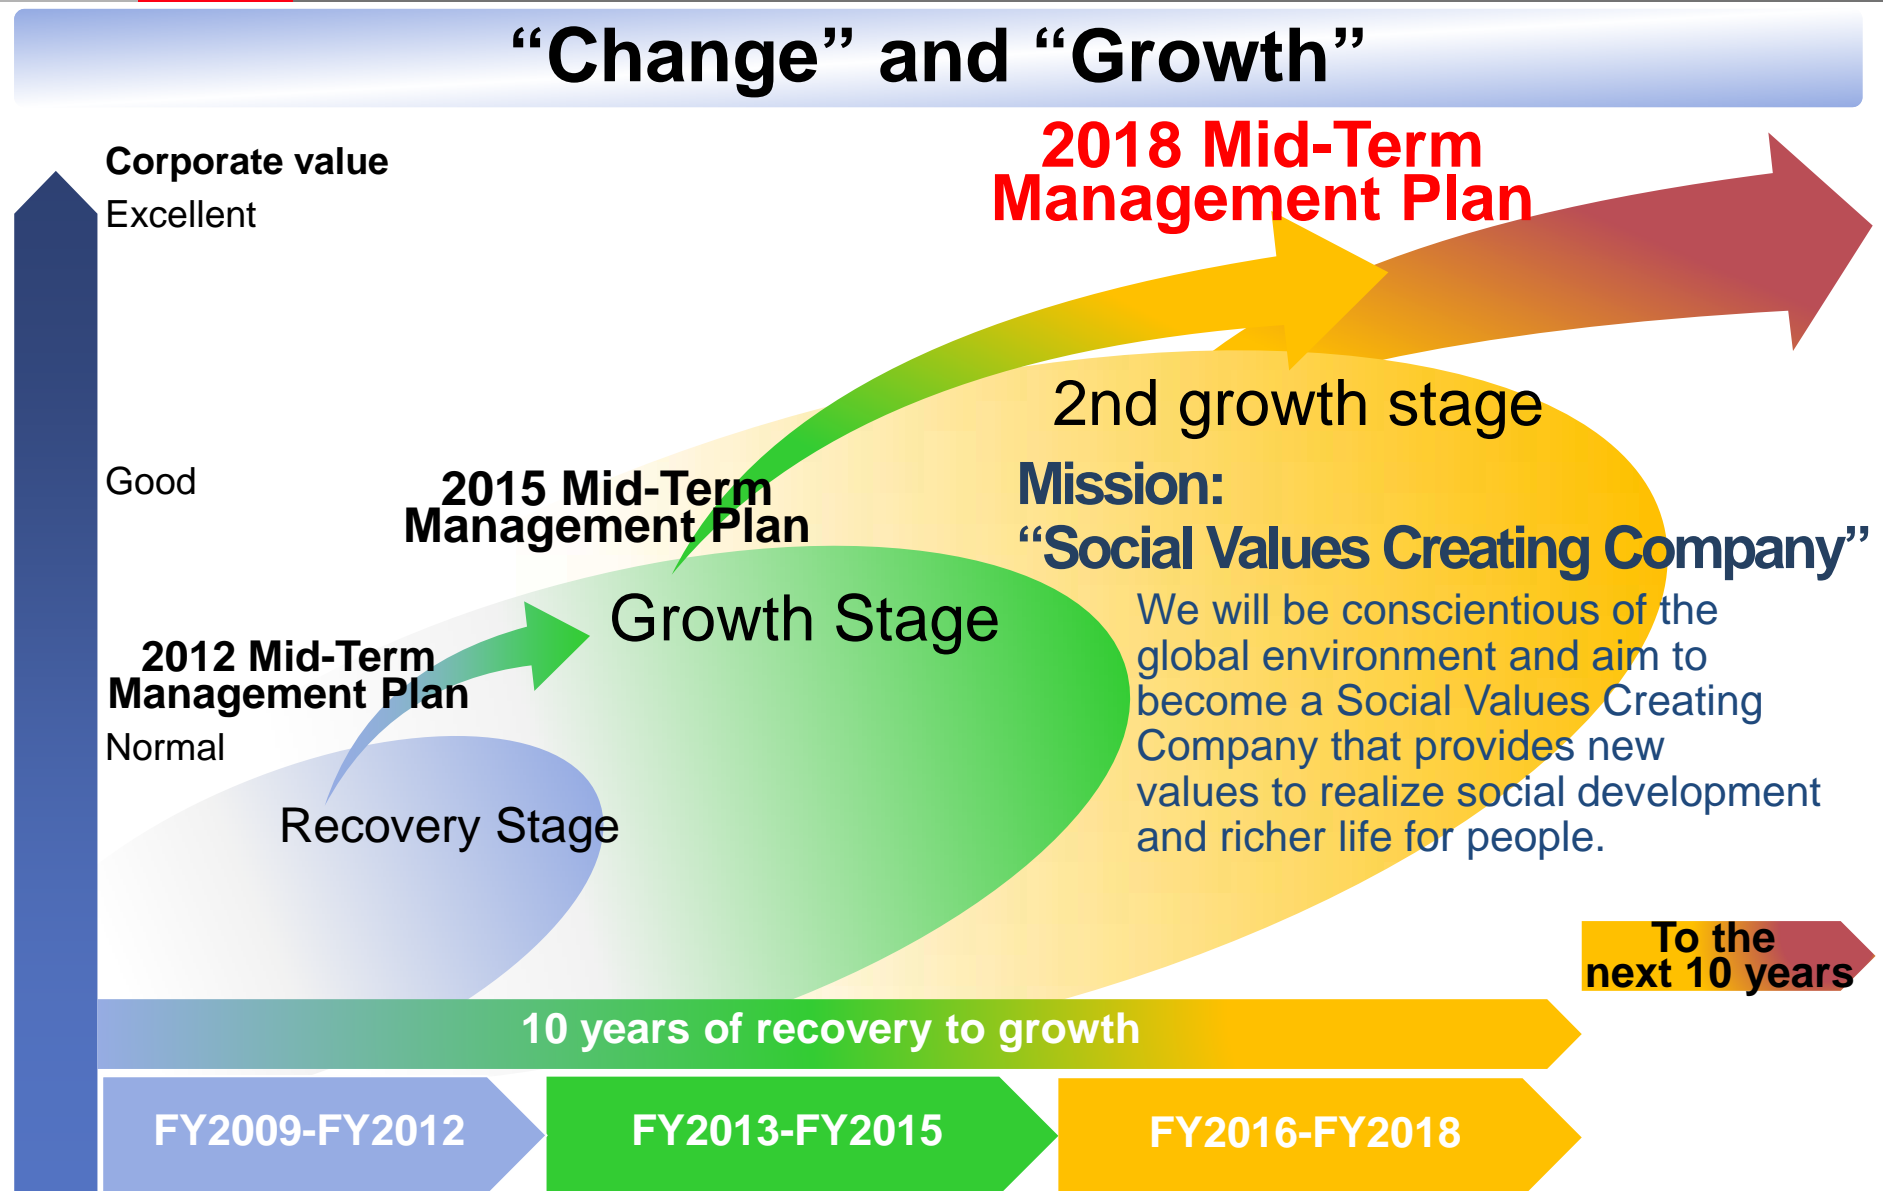 “Change” and “Growth”
Corporate value
Excellent
2018 Mid-Term
Management Plan
2nd growth stage
Good
2015 Mid-Term
Management Plan
Mission:
“Social Values Creating Company”
We will be conscientious of the
global environment and aim to
become a Social Values Creating
Company that provides new
values to realize social development
and richer life for people.
Growth Stage
2012 Mid-Term
Management Plan
Normal
Recovery Stage
To the
next 10 years
10 years of recovery to growth
FY2009-FY2012
FY2013-FY2015
FY2016-FY2018